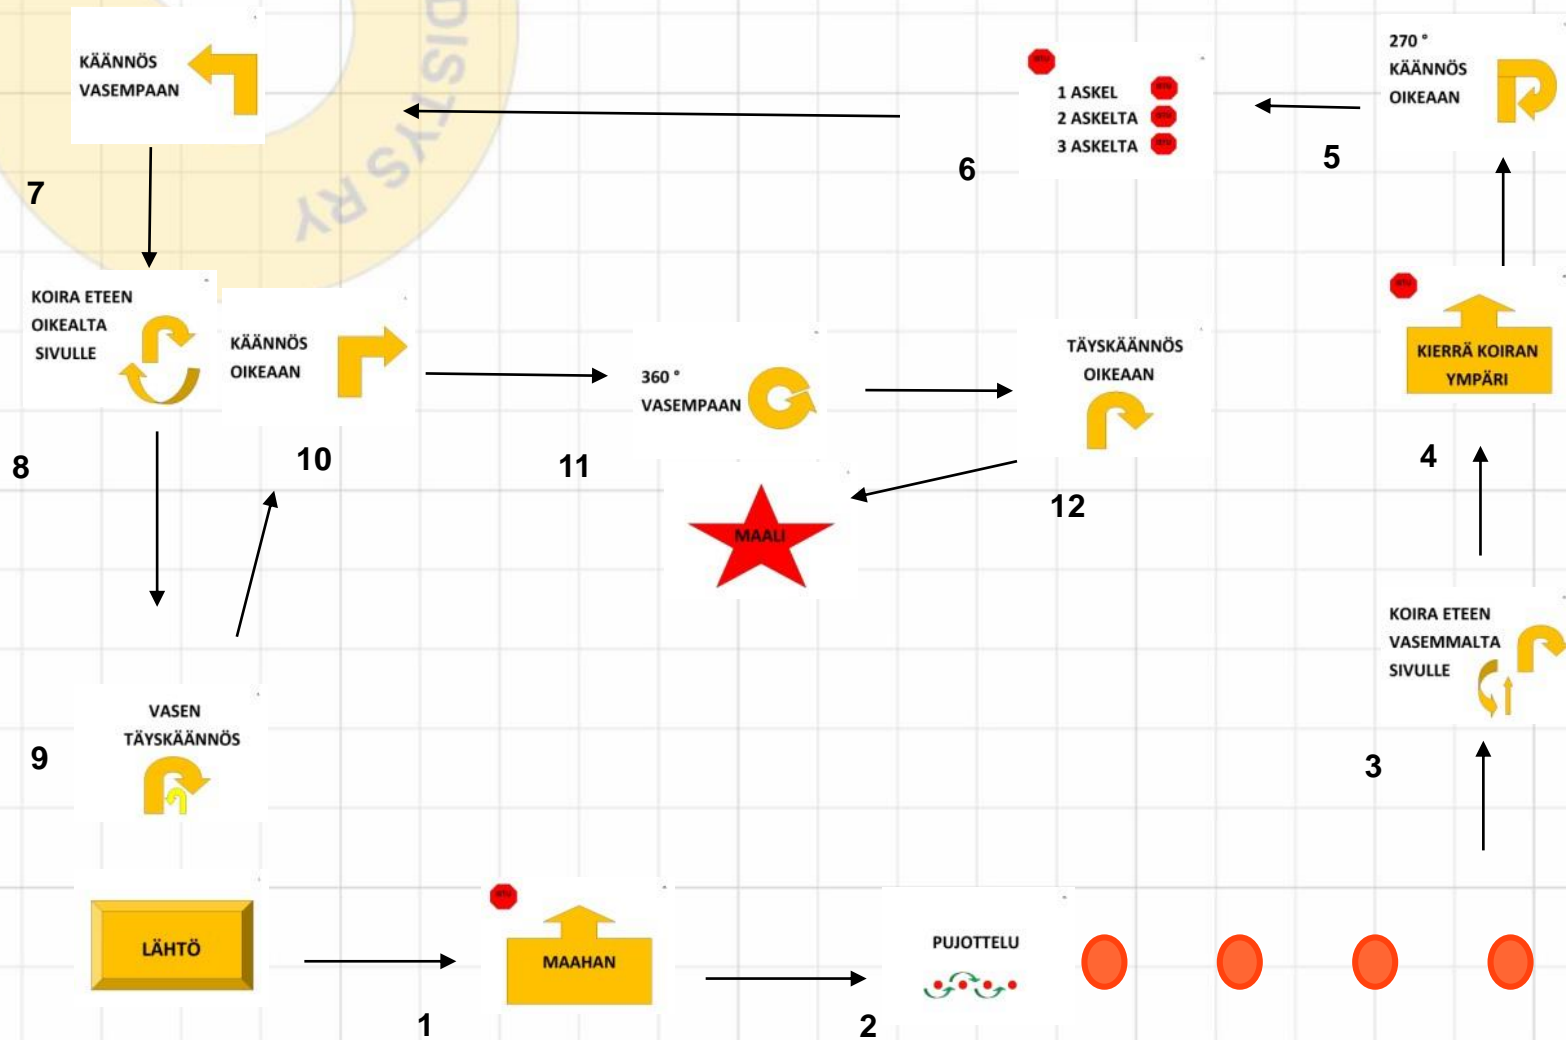 DISTYS RY
KÄÄNNÖS
VASEMPAAN
7
1 ASKEL
2 ASKELTA
3 ASKELTA
6
270 °
KÄÄNNÖS
OIKEAAN
5
KOIRA ETEEN
OIKEALTA
SIVULLE
8
KÄÄNNÖS
OIKEAAN
10
360 °
VASEMPAAN
11
TÄYSKÄÄNNÖS
OIKEAAN
12
KIERRÄ KOIRAN
YMPÄRI
4
MAALI
KOIRA ETEEN
VASEMMALTA
SIVULLE
3
VASEN
TÄYSKÄÄNNÖS
9
LÄHTÖ
MAAHAN
1
PUJOTTELU
2